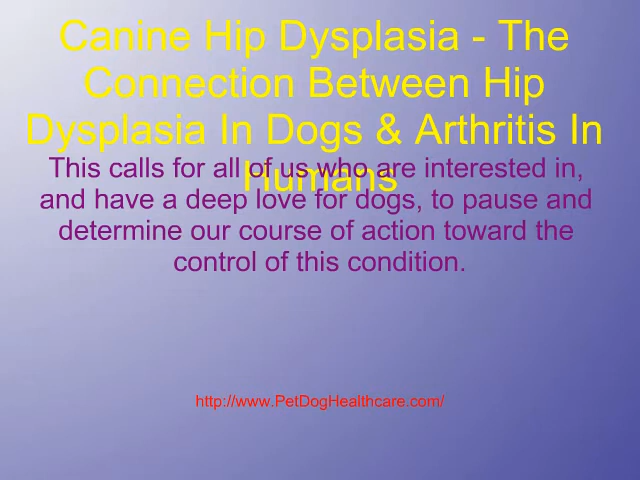 Canine Hip Dysplasia - The
Connection Between Hip
Dysplasia In Dogs & Arthritis In
Humans
This calls for all of us who are interested in,
and have a deep love for dogs, to pause and
determine our course of action toward the
control of this condition.
http://www.PetDogHealthcare.com/